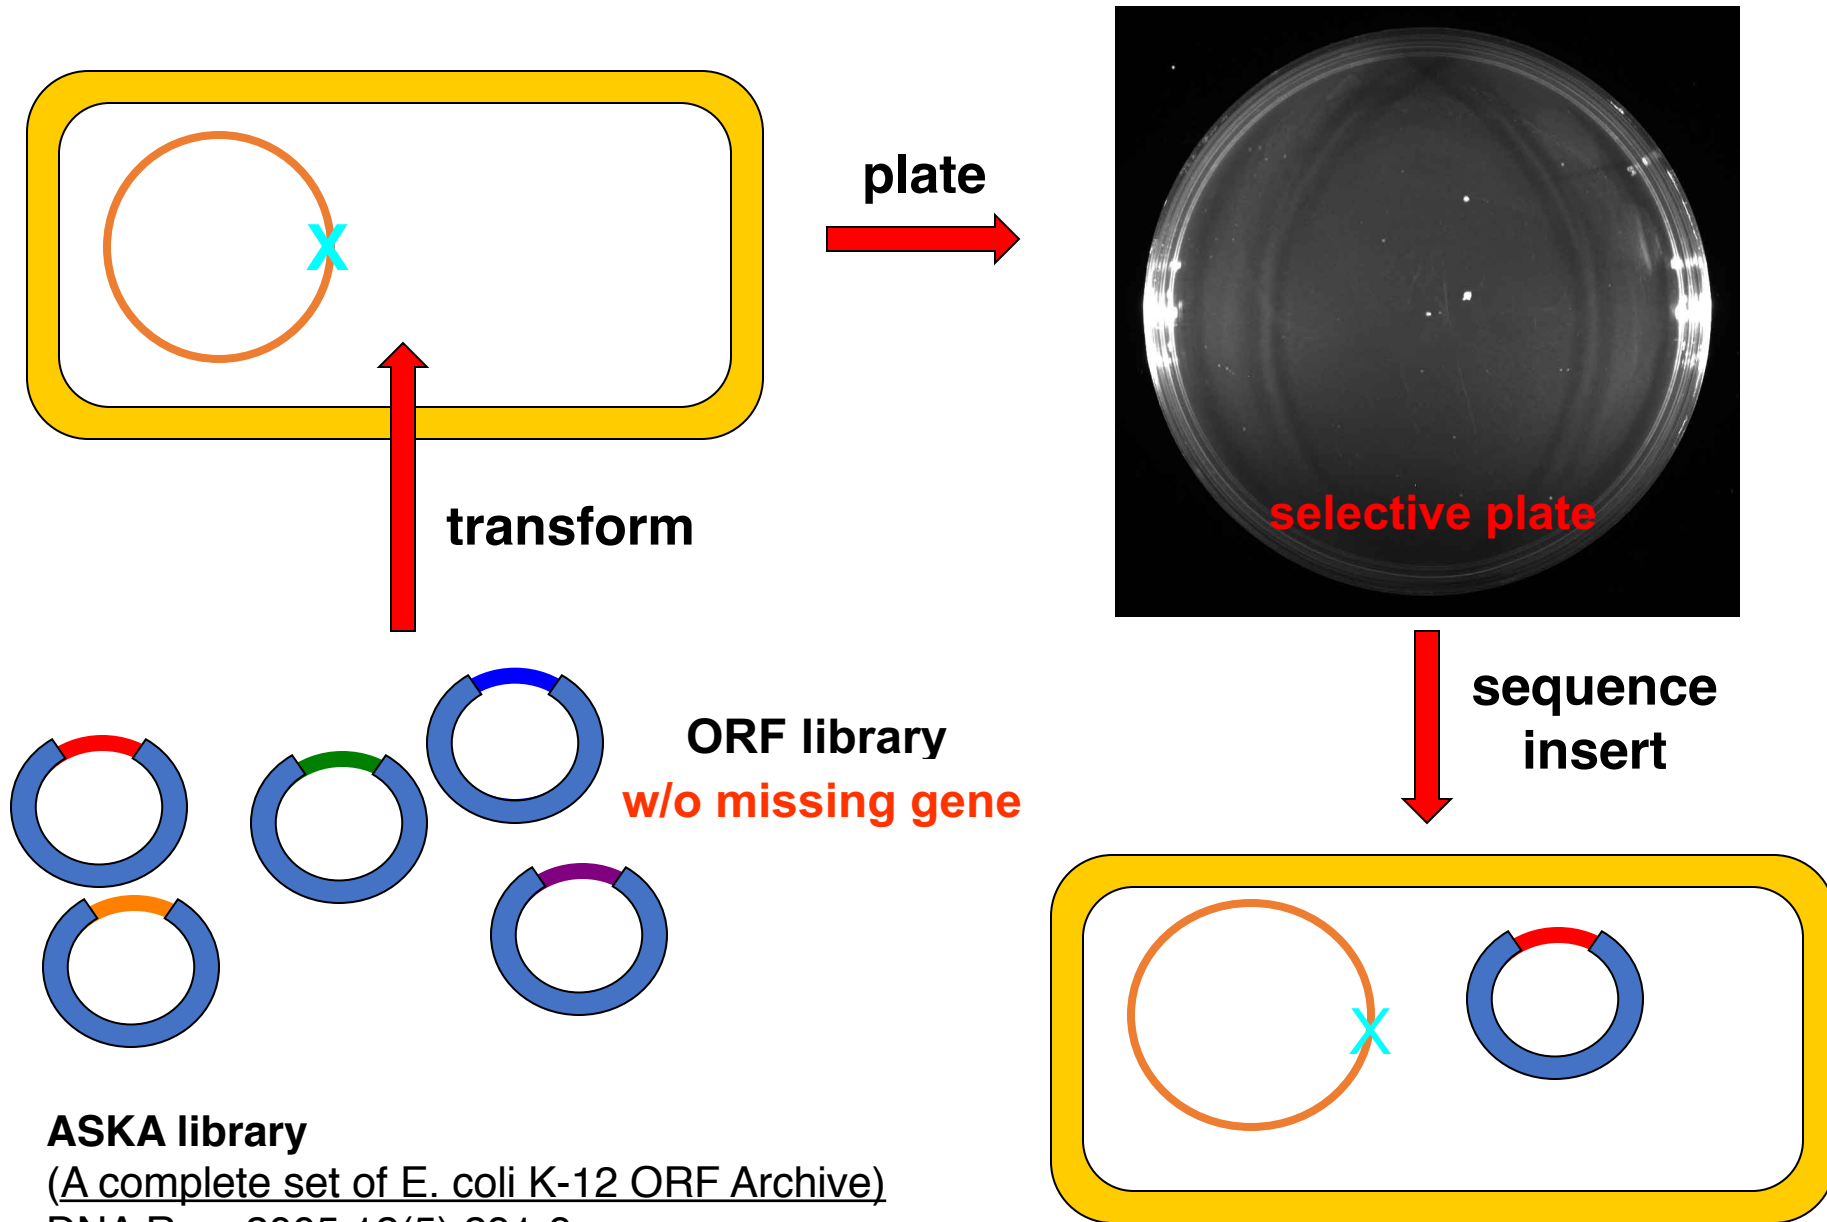 plate
X
selective plate
transform
sequence
insert
ORF library
w/o missing gene
X
ASKA library
(A complete set of E. coli K-12 ORF Archive)